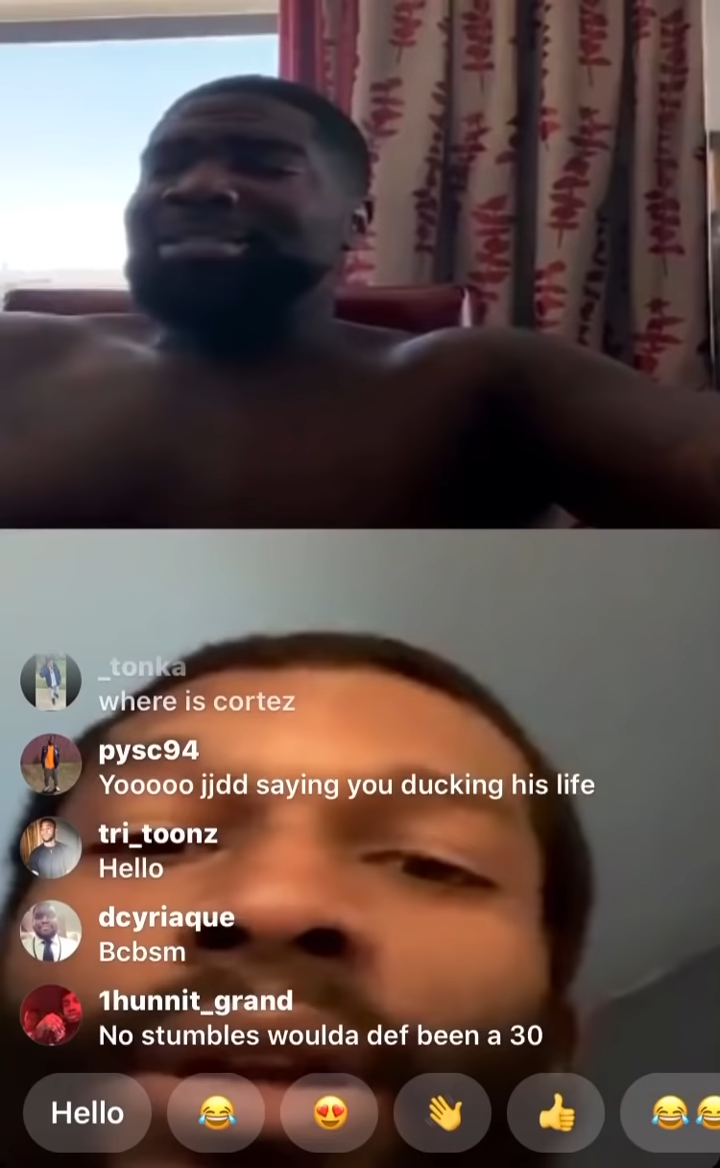 _tonka
where is cortez
pysc94
Yooooo jjdd saying you ducking his life
tri_toonz
Hello
dcyriaque
Bcbsm
1hunnit_grand
No stumbles woulda def been a 30
Hello 😂 😍 👋 👍 😂😂